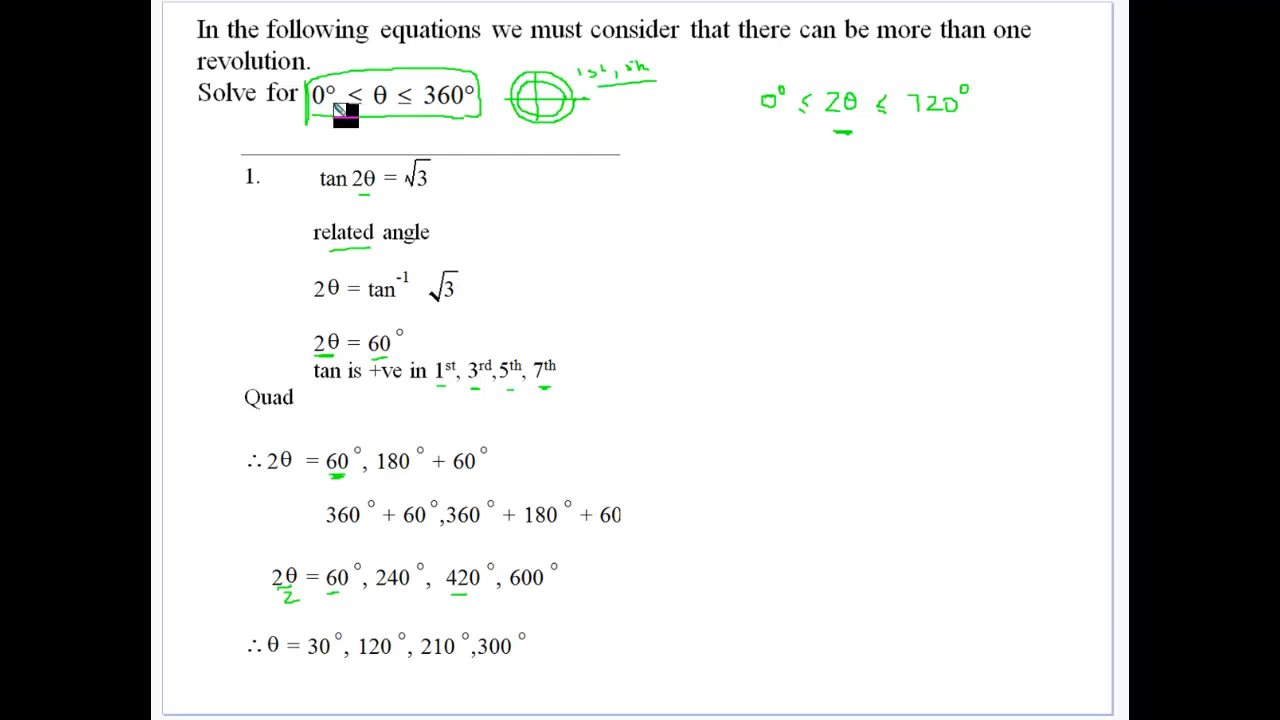 In the following equations we must consider that there can be more than one
revolution.
Solve for 0° ≤ θ ≤ 360° 1st, 5th 0° ≤ 2θ ≤ 720°
1. tan 2θ = √3
related angle
2θ = tan⁻¹ √3
2θ = 60°
tan is +ve in 1st, 3rd, 5th, 7th
Quad
∴ 2θ = 60°, 180° + 60°
360° + 60°, 360° + 180° + 60
2θ = 60°, 240°, 420°, 600°
2
∴ θ = 30°, 120°, 210°, 300°